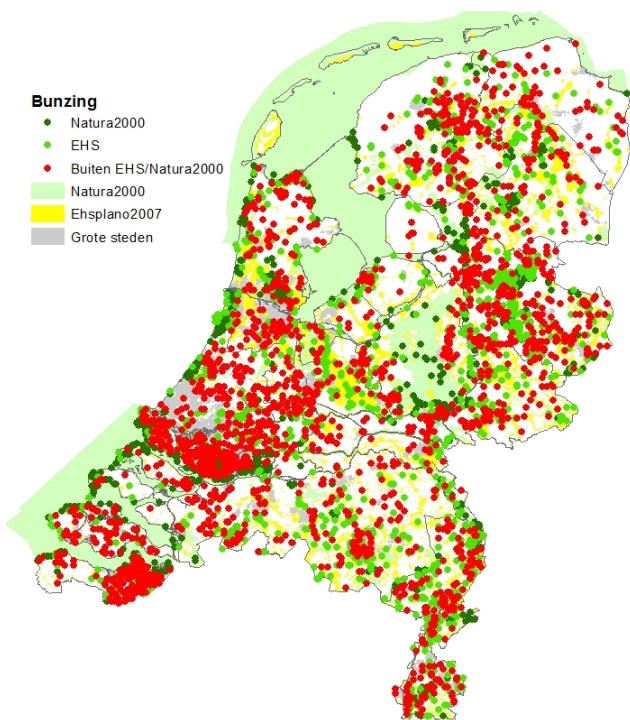 Bunzing
Natura2000
EHS
Buiten EHS/Natura2000
Natura2000
Ehsplano2007
Grote steden